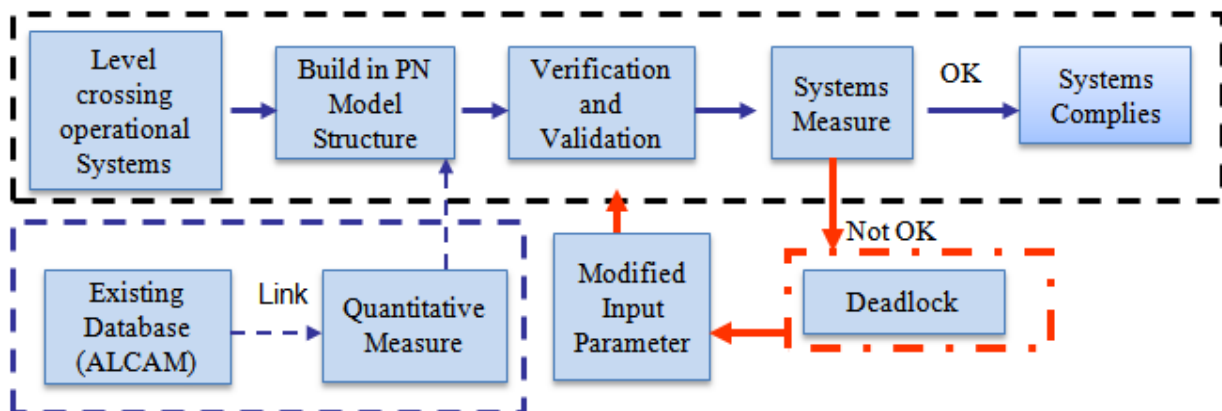 Level
crossing
operational
Systems
Build in PN
Model
Structure
Verification
and
Validation
Systems
Measure
OK
Systems
Complies
Not OK
Existing
Database
(ALCAM)
Link
Quantitative
Measure
Modified
Input
Parameter
Deadlock